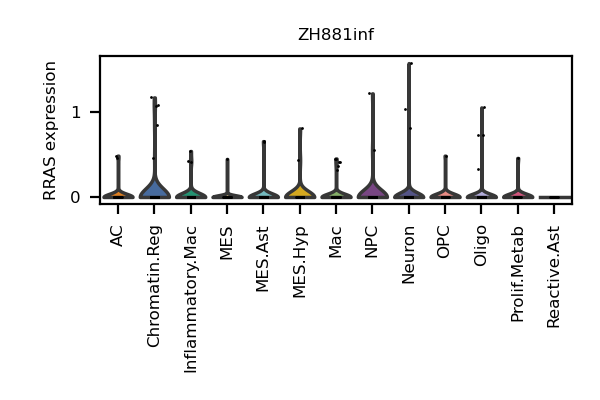 ZH881inf
RRAS expression
1
0
AC
Chromatin.Reg
Inflammatory.Mac
MES
MES.Ast
MES.Hyp
Mac
NPC
Neuron
OPC
Oligo
Prolif.Metab
Reactive.Ast